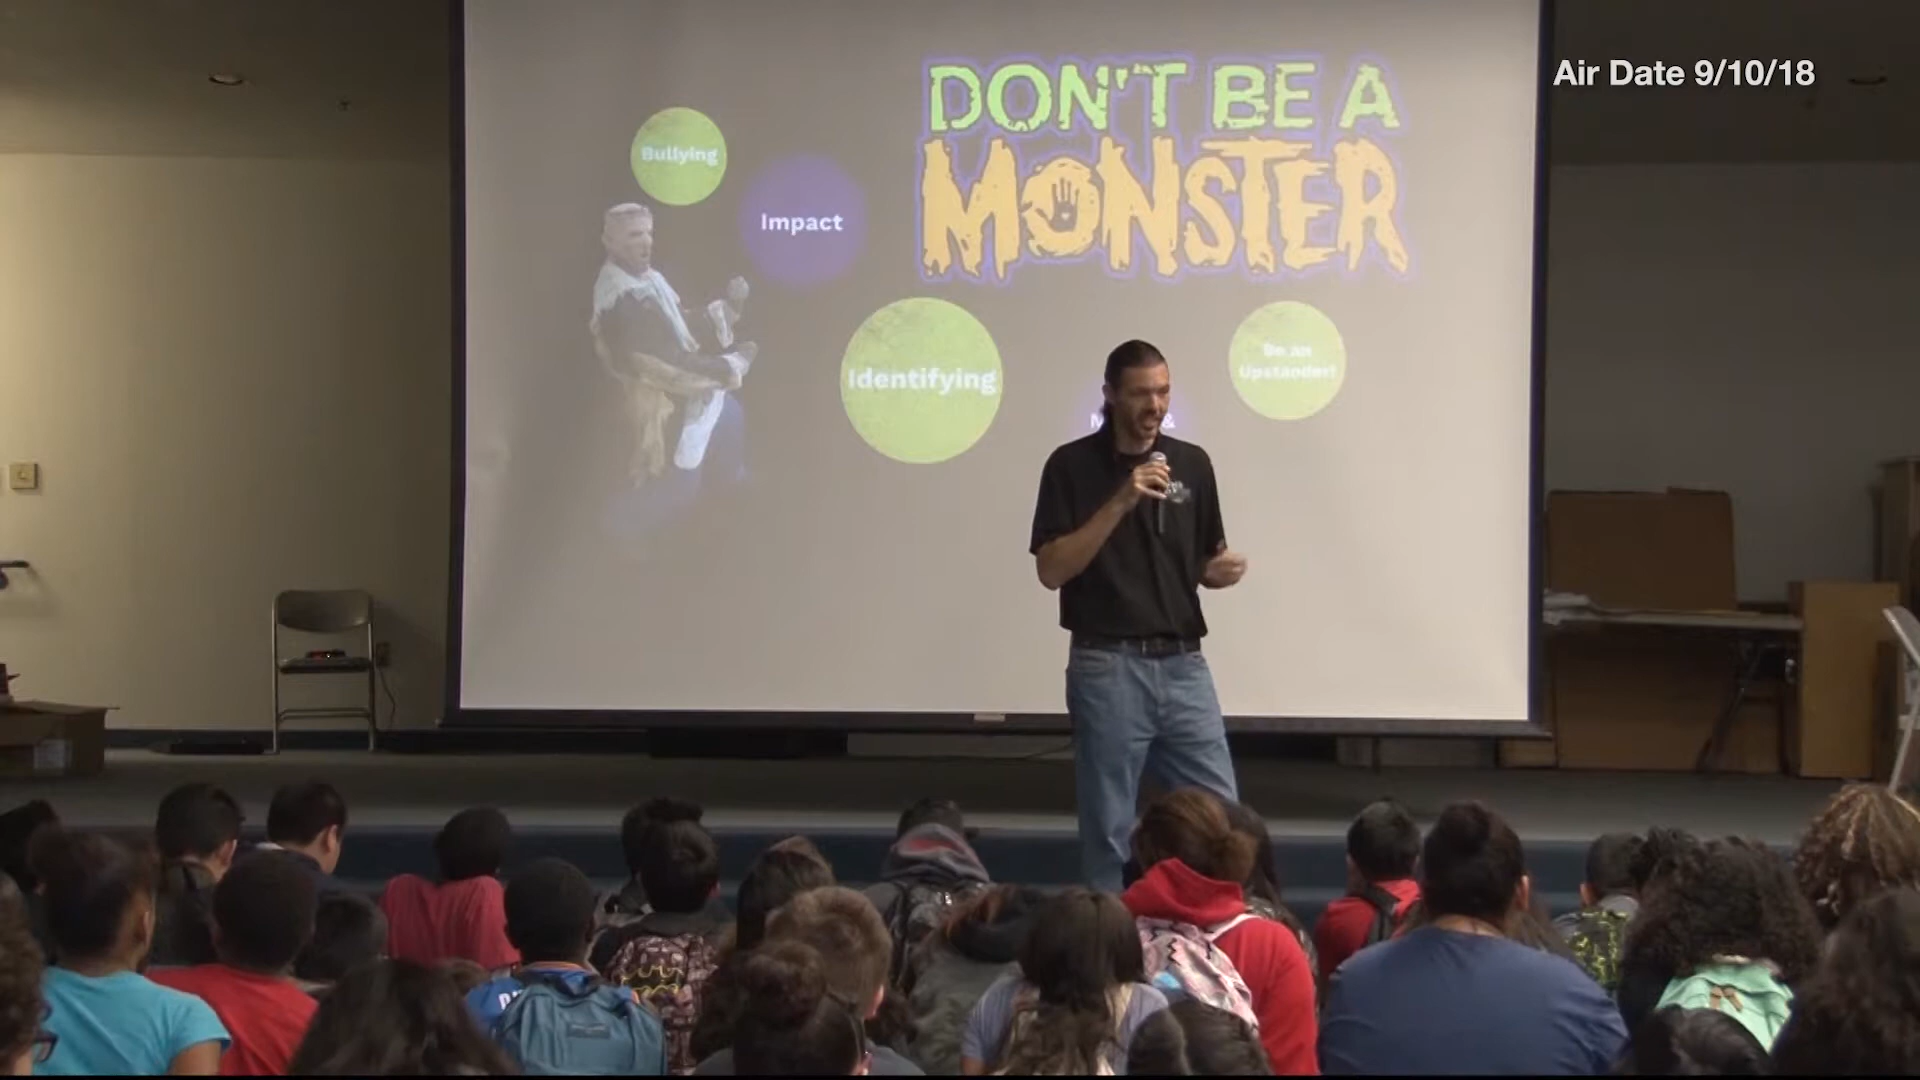 Air Date 9/10/18
DON'T BE A
MONSTER
Bullying
Impact
Identifying
Be an
Upstander!